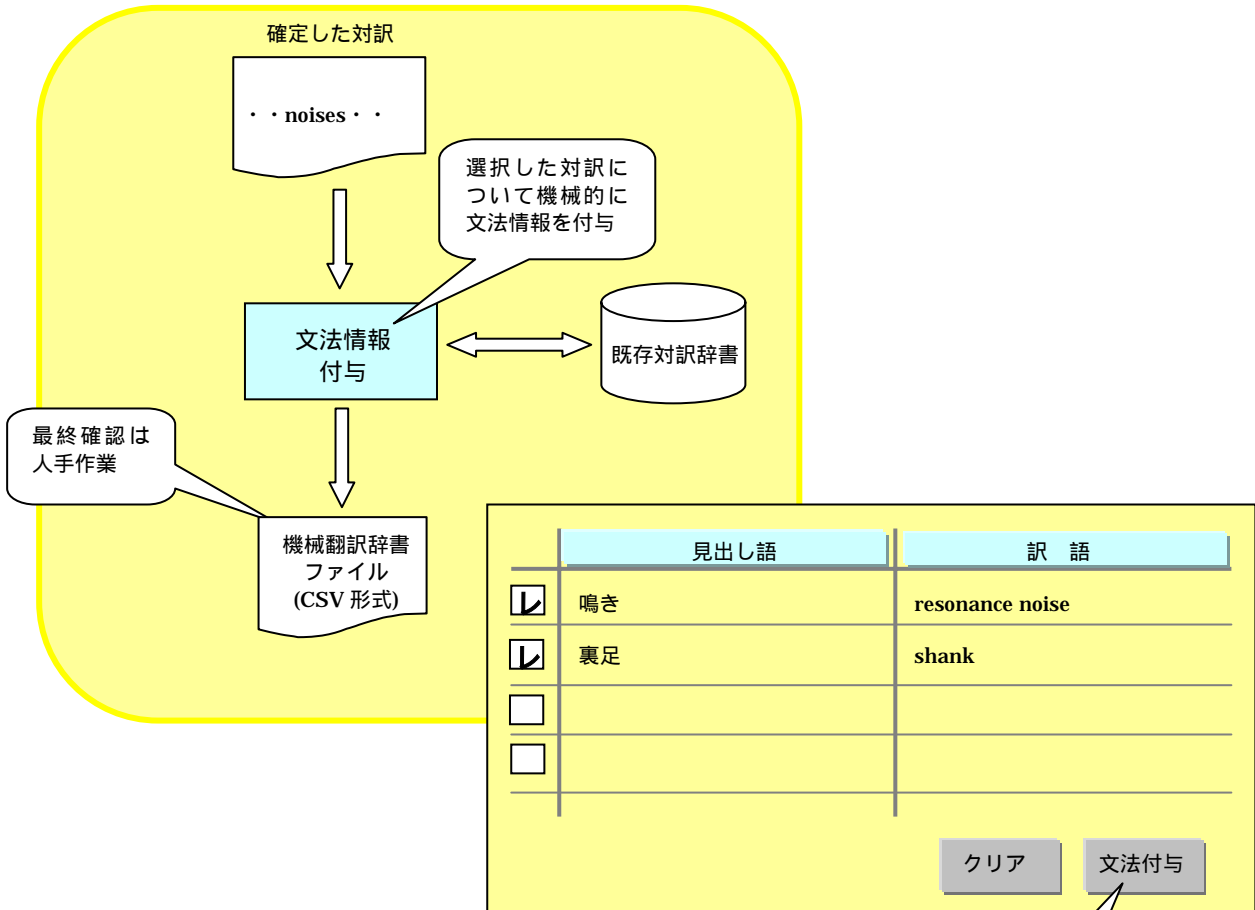 確定した対訳
・・noises・・
選択した対訳に
ついて機械的に
文法情報を付与
文法情報
付与
既存対訳辞書
最終確認は
人手作業
機械翻訳辞書
ファイル
(CSV 形式)
見出し語 訳 語
レ 鳴き resonance noise
レ 裏足 shank
クリア 文法付与